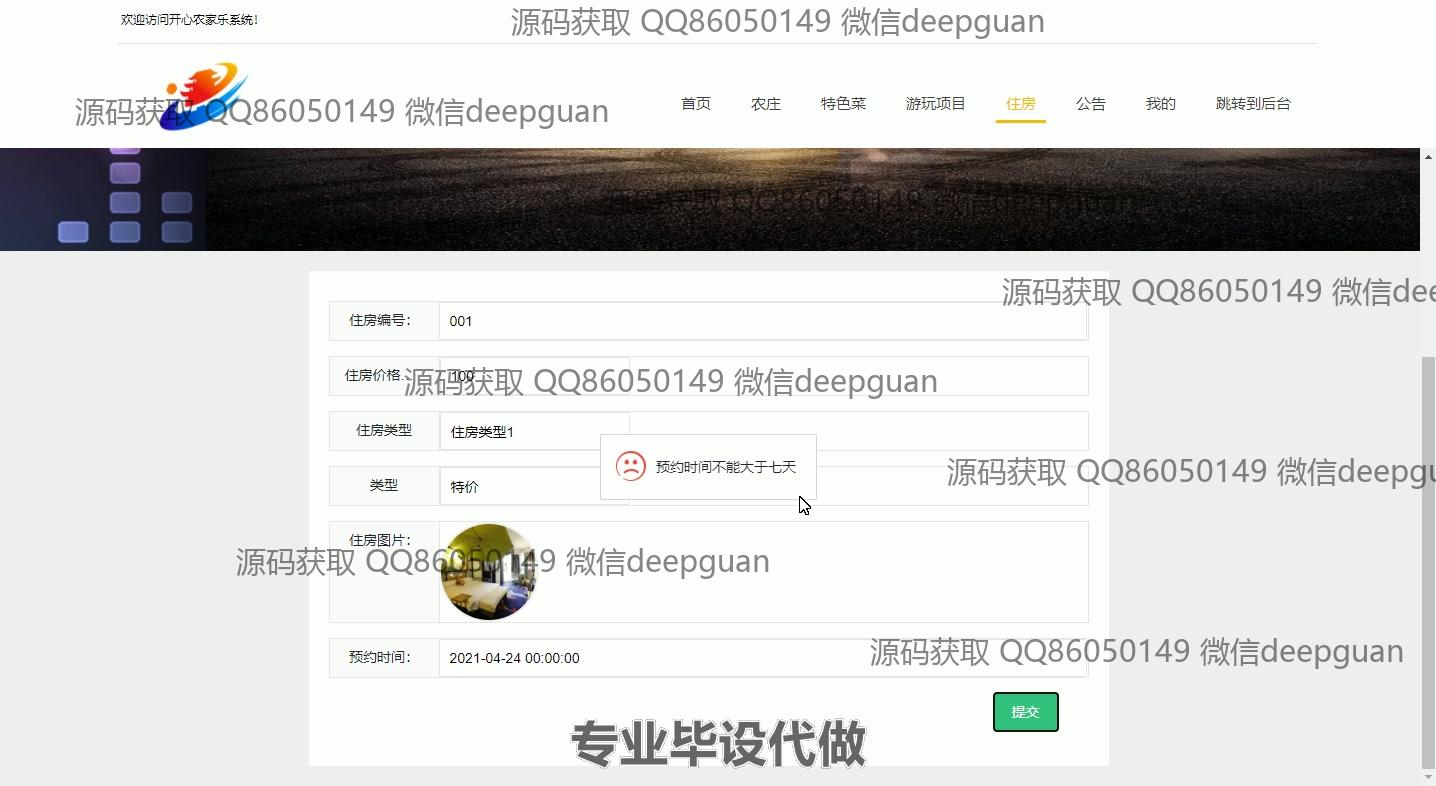 欢迎访问开心农家乐系统!
源码获取 QQ86050149 微信deepguan
源码获取 QQ86050149 微信deepguan
首页 农庄 特色菜 游玩项目 住房 公告 我的 跳转到后台
源码获取 QQ86050149 微信deepguan
源码获取 QQ86050149 微信dee
住房编号： 001
住房价格... 100
源码获取 QQ86050149 微信deepguan
住房类型 住房类型1
预约时间不能大于七天
源码获取 QQ86050149 微信deepgu
类型 特价
住房图片：
源码获取 QQ86050149 微信deepguan
预约时间： 2021-04-24 00:00:00
源码获取 QQ86050149 微信deepguan
提交
专业毕设代做